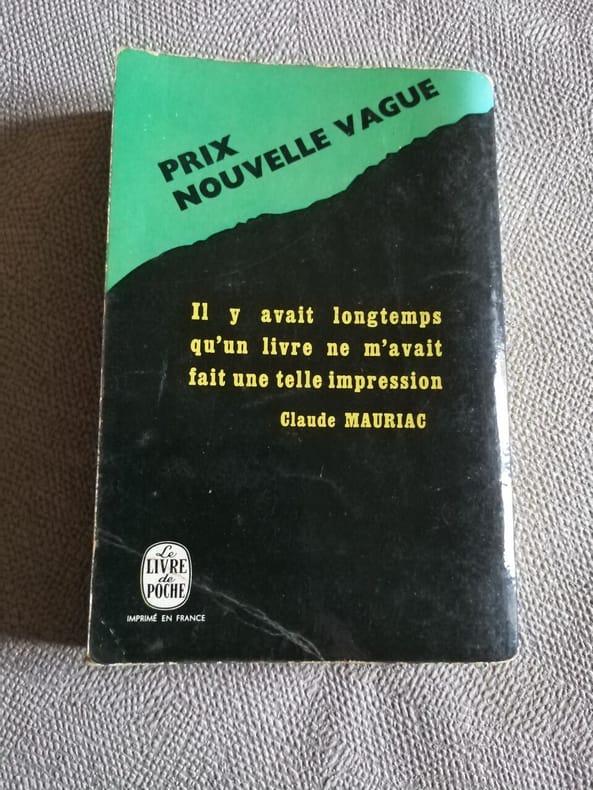 PRIX
NOUVELLE VAGUE
Il y avait longtemps
qu'un livre ne m'avait
fait une telle impression
Claude MAURIAC
Le
LIVRE
de
POCHE
IMPRIMÉ EN FRANCE